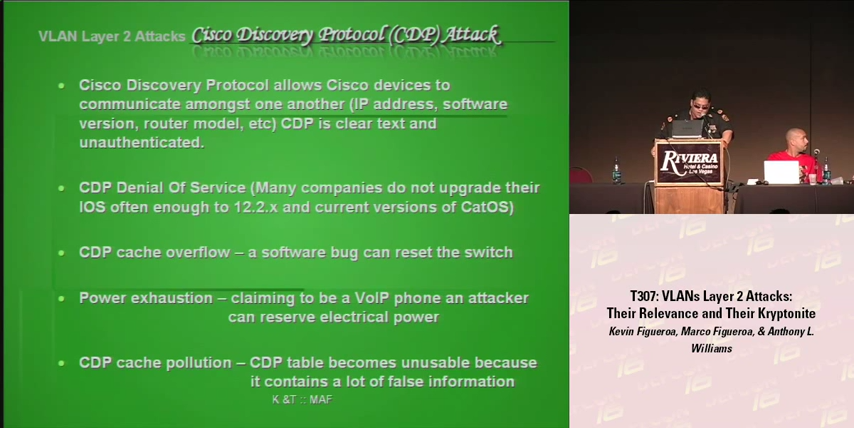 VLAN Layer 2 Attacks Cisco Discovery Protocol (CDP) Attack
• Cisco Discovery Protocol allows Cisco devices to
communicate amongst one another (IP address, software
version, router model, etc) CDP is clear text and
unauthenticated.
• CDP Denial Of Service (Many companies do not upgrade their
IOS often enough to 12.2.x and current versions of CatOS)
• CDP cache overflow – a software bug can reset the switch
• Power exhaustion – claiming to be a VoIP phone an attacker
can reserve electrical power
• CDP cache pollution – CDP table becomes unusable because
it contains a lot of false information
K &T :: MAF
RIVIERA
Hotel & Casino
Las Vegas
T307: VLANs Layer 2 Attacks:
Their Relevance and Their Kryptonite
Kevin Figueroa, Marco Figueroa, & Anthony L.
Williams